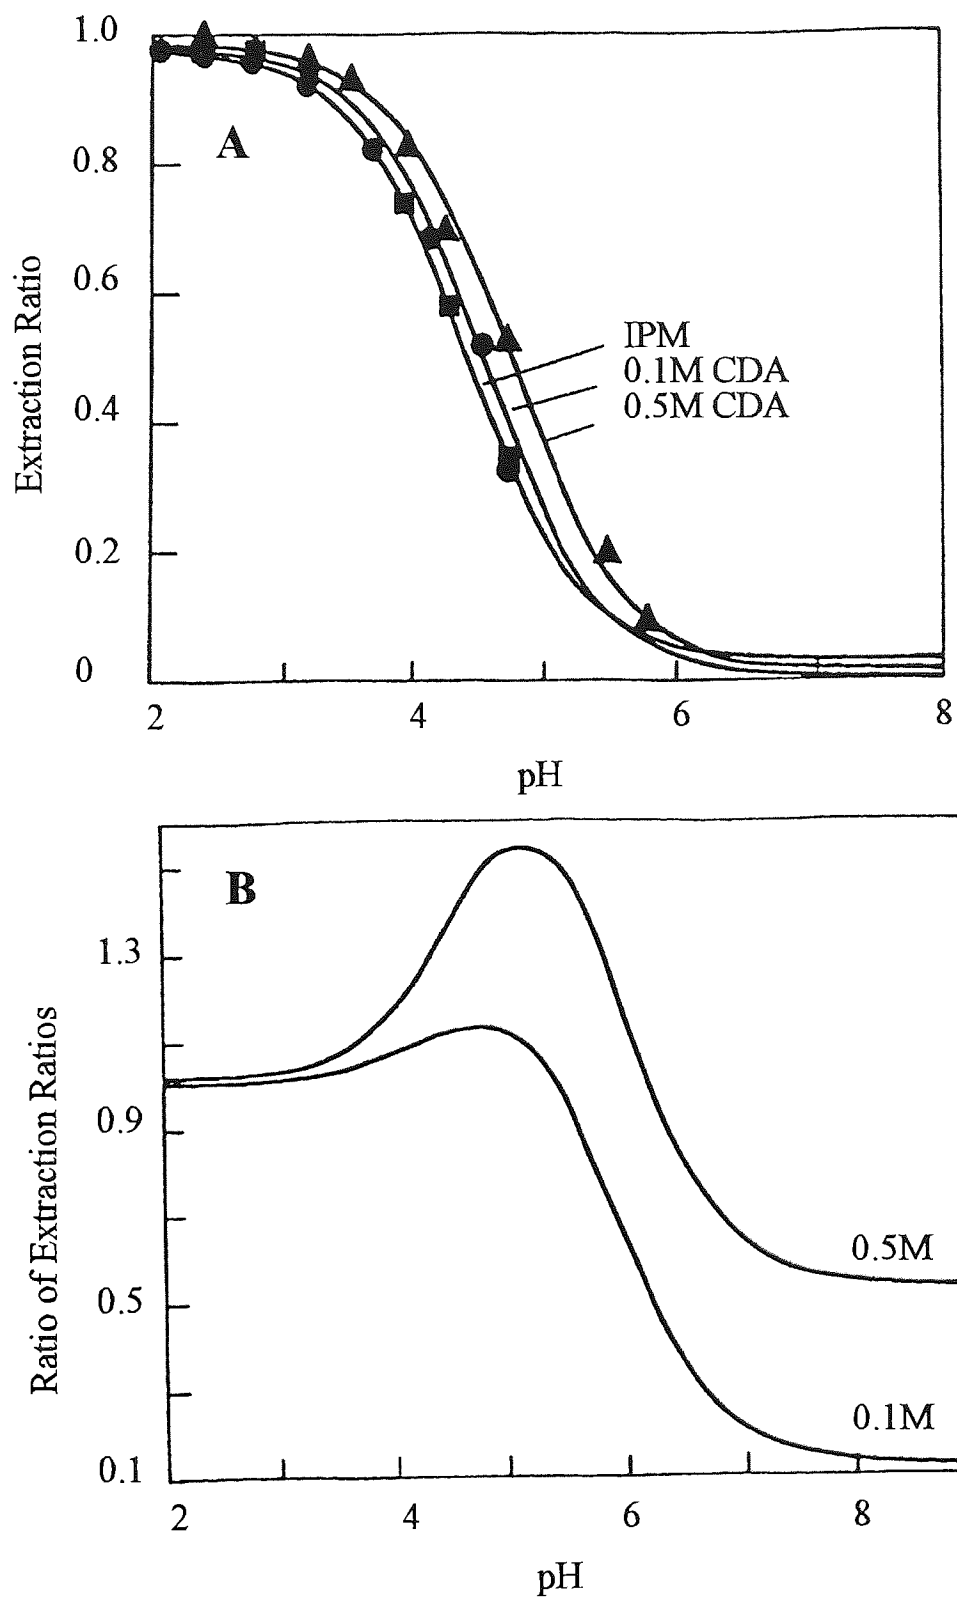 1.0
A
0.8
0.6
IPM
0.1M CDA
0.5M CDA
0.4
0.2
0
2
4
6
8
pH
Extraction Ratio
B
1.3
0.9
0.5
0.1
0.5M
0.1M
2
4
6
8
pH
Ratio of Extraction Ratios